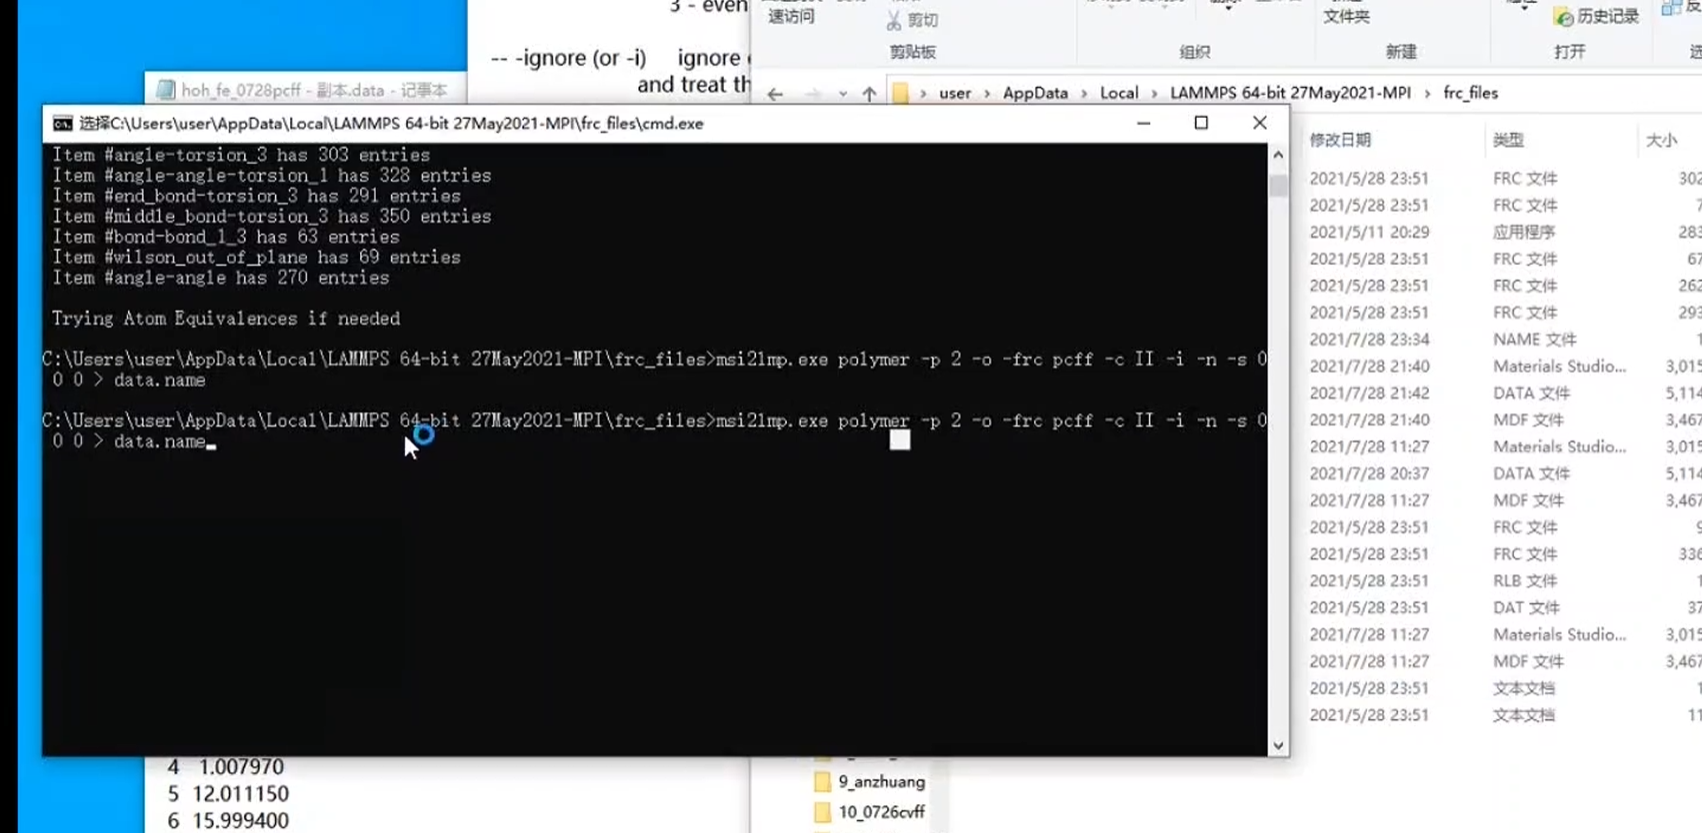 3 - even
-- -ignore (or -i) ignore
and treat th
速访问
剪切
剪贴板
组织
文件夹
新建
历史记录
打开
hoh_fe_0728pcff - 副本.data - 记事本
user > AppData > Local > LAMMPS 64-bit 27May2021-MPI > frc_files
选择C:\Users\user\AppData\Local\LAMMPS 64-bit 27May2021-MPI\frc_files\cmd.exe
Item #angle-torsion_3 has 303 entries
Item #angle-angle-torsion_1 has 328 entries
Item #end_bond-torsion_3 has 291 entries
Item #middle_bond-torsion_3 has 350 entries
Item #bond-bond_1_3 has 63 entries
Item #wilson_out_of_plane has 69 entries
Item #angle-angle has 270 entries
Trying Atom Equivalences if needed
C:\Users\user\AppData\Local\LAMMPS 64-bit 27May2021-MPI\frc_files>msi2lmp.exe polymer -p 2 -o -frc pcff -c II -i -n -s 0
0 0 > data.name
C:\Users\user\AppData\Local\LAMMPS 64-bit 27May2021-MPI\frc_files>msi2lmp.exe polymer -p 2 -o -frc pcff -c II -i -n -s 0
0 0 > data.name
修改日期 类型 大小
2021/5/28 23:51 FRC 文件 302
2021/5/28 23:51 FRC 文件 7
2021/5/11 20:29 应用程序 283
2021/5/28 23:51 FRC 文件 67
2021/5/28 23:51 FRC 文件 262
2021/5/28 23:51 FRC 文件 293
2021/7/28 23:34 NAME 文件 1
2021/7/28 21:40 Materials Studio... 3,015
2021/7/28 21:42 DATA 文件 5,114
2021/7/28 21:40 MDF 文件 3,467
2021/7/28 11:27 Materials Studio... 3,015
2021/7/28 20:37 DATA 文件 5,114
2021/7/28 11:27 MDF 文件 3,467
2021/5/28 23:51 FRC 文件 9
2021/5/28 23:51 FRC 文件 336
2021/5/28 23:51 RLB 文件 1
2021/5/28 23:51 DAT 文件 37
2021/7/28 11:27 Materials Studio... 3,015
2021/7/28 11:27 MDF 文件 3,467
2021/5/28 23:51 文本文档 1
2021/5/28 23:51 文本文档 11
4 1.007970
5 12.011150
6 15.999400
9_anzhuang
10_0726cvff